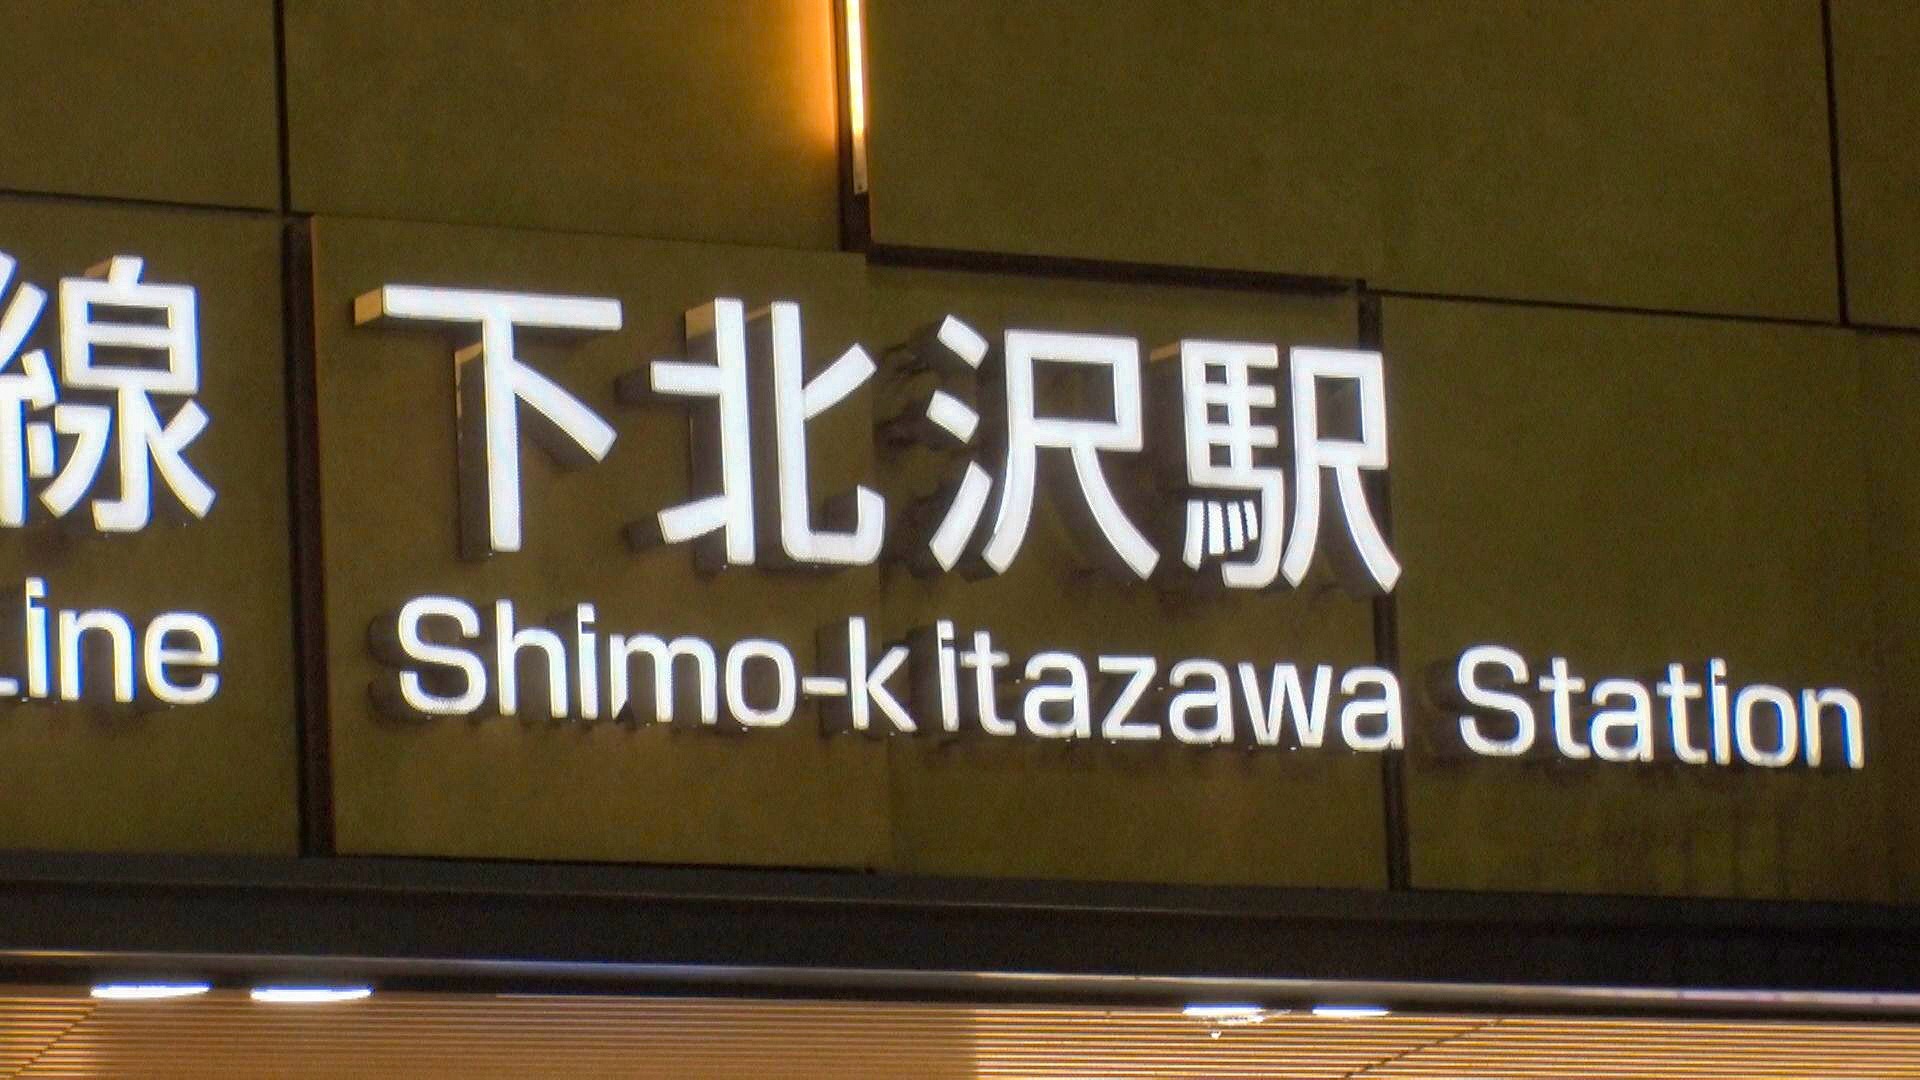 線 下北沢駅
Line Shimo-kitazawa Station